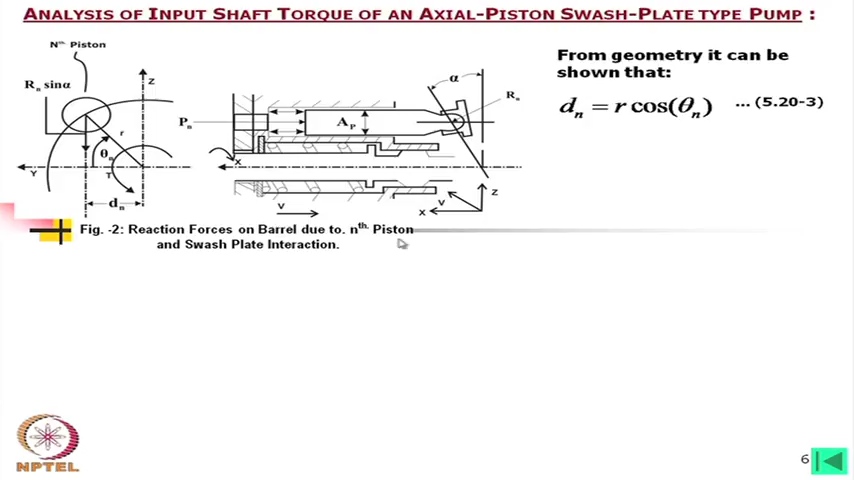 ANALYSIS OF INPUT SHAFT TORQUE OF AN AXIAL-PISTON SWASH-PLATE TYPE PUMP :
Nth Piston
Rn sinα
Z
r
θn
Y
T
dn
Pn
AP
α
Rn
X
V
Z
V
X
From geometry it can be
shown that:
dn = r cos(θn) ... (5.20-3)
Fig. -2: Reaction Forces on Barrel due to. nth. Piston
and Swash Plate Interaction.
NPTEL
6